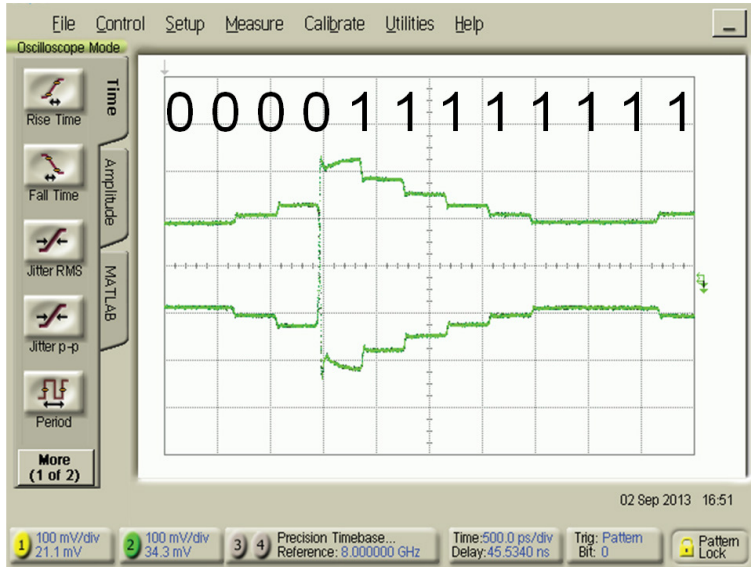 File Control Setup Measure Calibrate Utilities Help
Oscilloscope Mode
Rise Time
Fall Time
Jitter RMS
Jitter p-p
Period
More
(1 of 2)
Time
Amplitude
MATLAB
0 0 0 0 1 1 1 1 1 1 1 1
02 Sep 2013 16:51
1 100 mV/div
21.1 mV
2 100 mV/div
34.3 mV
3 4 Precision Timebase...
Reference: 8.000000 GHz
Time:500.0 ps/div
Delay:45.5340 ns
Trig: Pattern
Bit: 0
Pattern
Lock